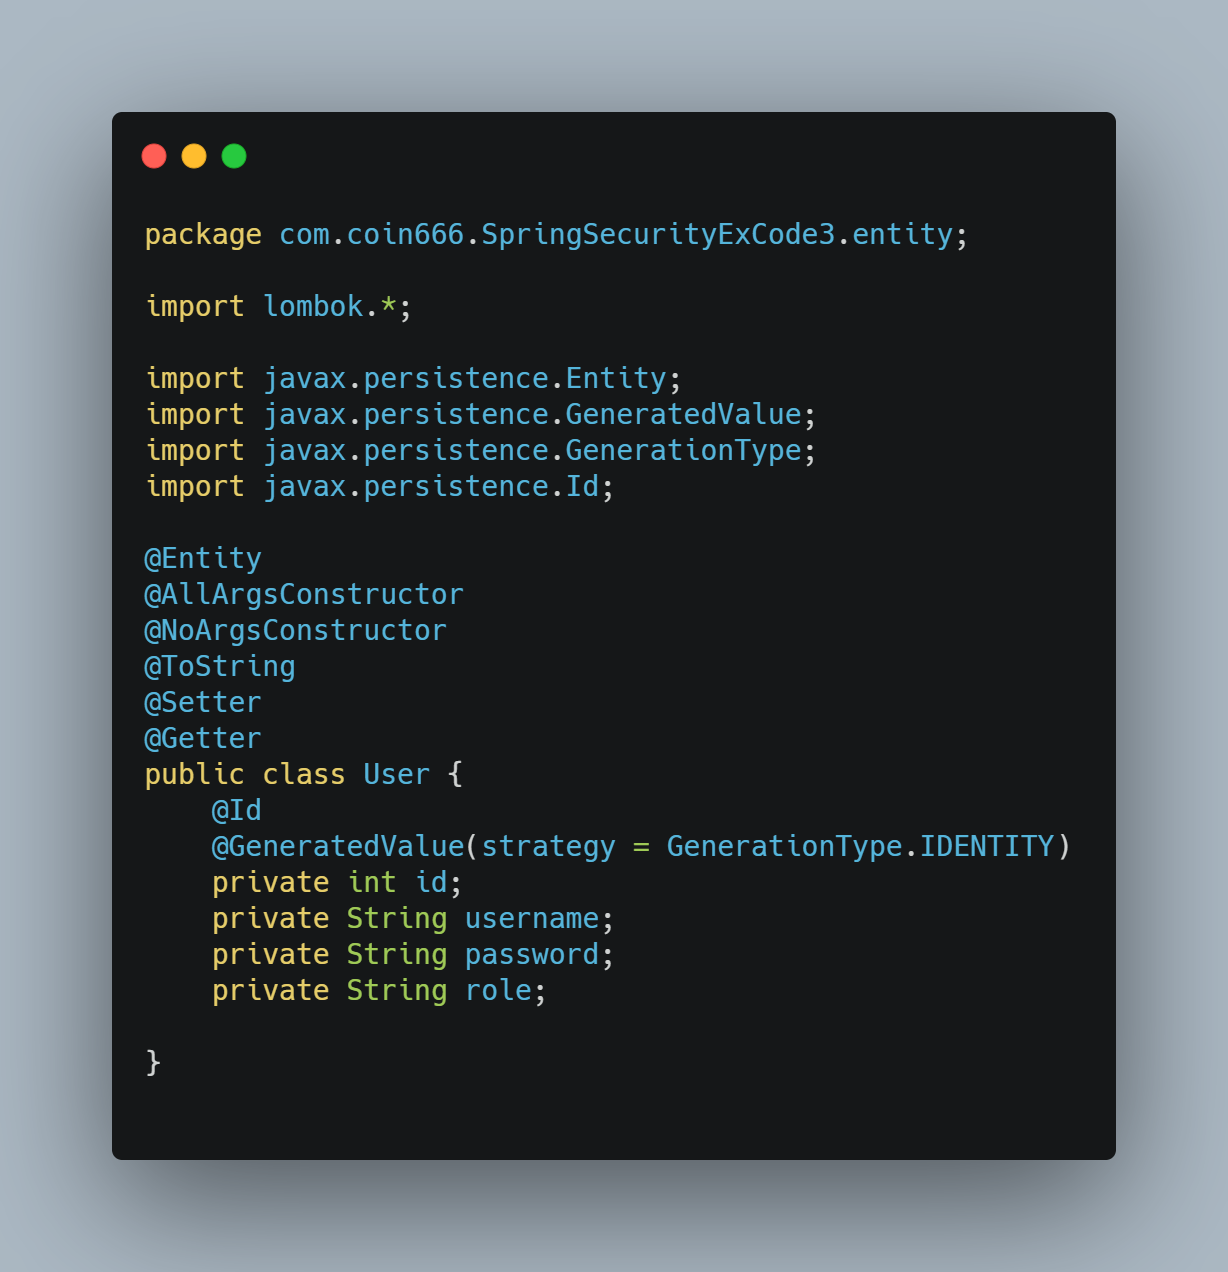 package com.coin666.SpringSecurityExCode3.entity;
import lombok.*;
import javax.persistence.Entity;
import javax.persistence.GeneratedValue;
import javax.persistence.GenerationType;
import javax.persistence.Id;
@Entity
@AllArgsConstructor
@NoArgsConstructor
@ToString
@Setter
@Getter
public class User {
    @Id
    @GeneratedValue(strategy = GenerationType.IDENTITY)
    private int id;
    private String username;
    private String password;
    private String role;
}